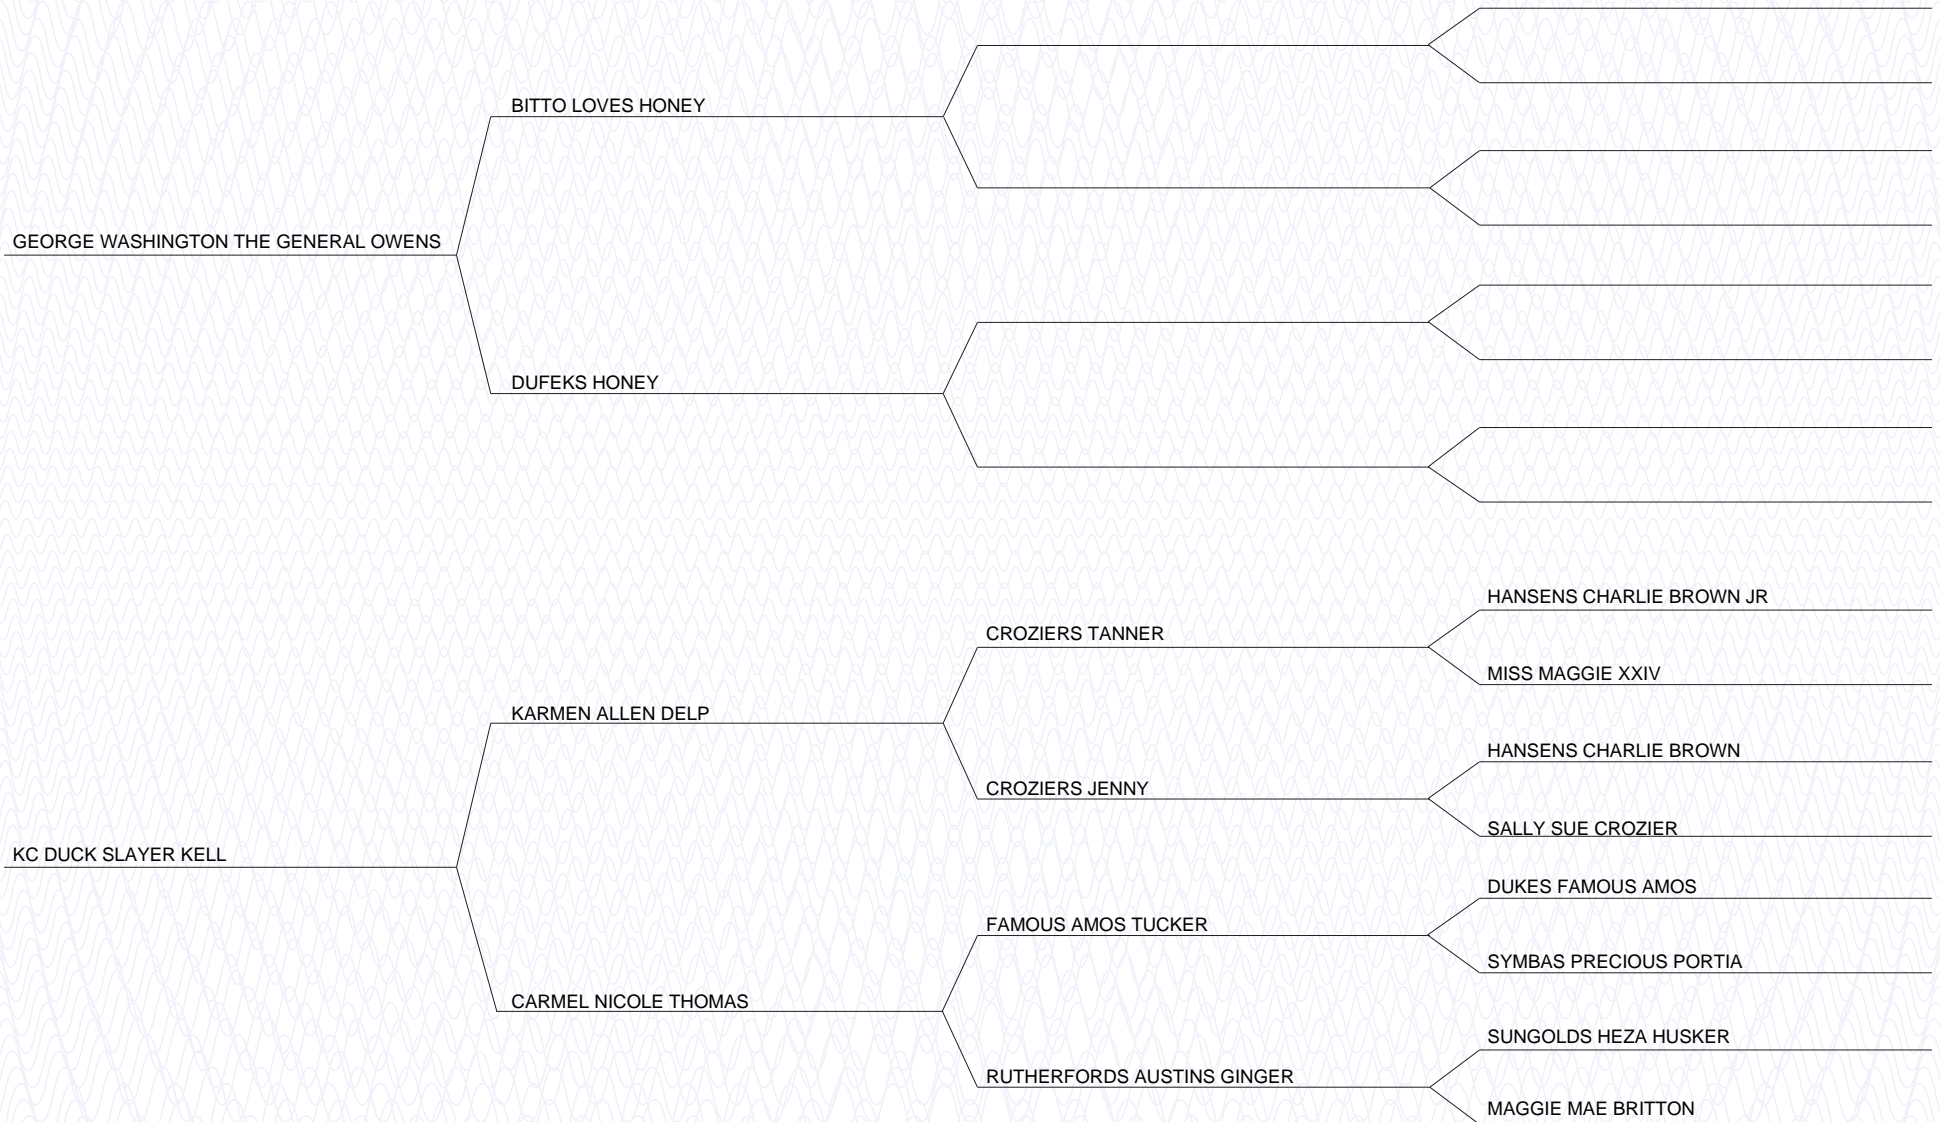 BITTO LOVES HONEY
GEORGE WASHINGTON THE GENERAL OWENS
DUFEKS HONEY
HANSENS CHARLIE BROWN JR
CROZIERS TANNER
MISS MAGGIE XXIV
KARMEN ALLEN DELP
HANSENS CHARLIE BROWN
CROZIERS JENNY
SALLY SUE CROZIER
KC DUCK SLAYER KELL
DUKES FAMOUS AMOS
FAMOUS AMOS TUCKER
SYMBAS PRECIOUS PORTIA
CARMEL NICOLE THOMAS
SUNGOLDS HEZA HUSKER
RUTHERFORDS AUSTINS GINGER
MAGGIE MAE BRITTON